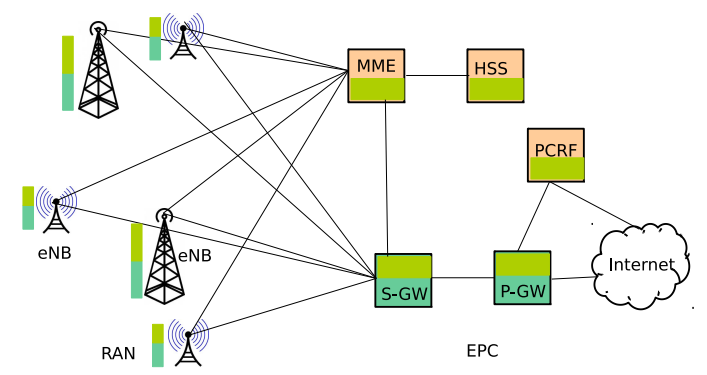 MME
HSS
PCRF
eNB
eNB
Internet
S-GW
P-GW
RAN
EPC